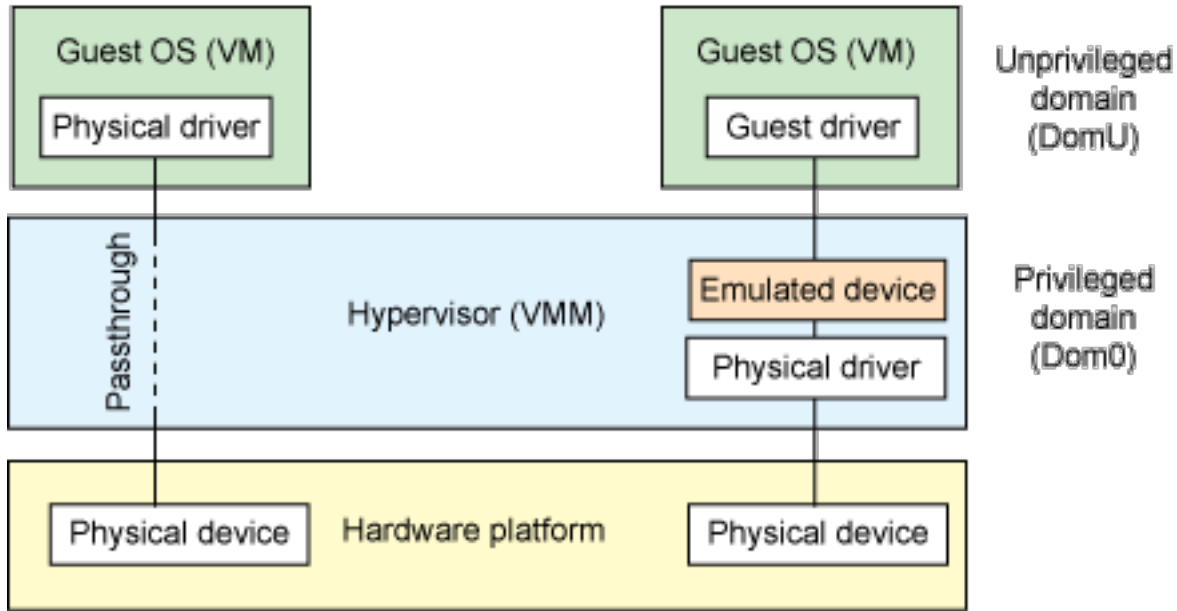 Guest OS (VM)
Physical driver
Guest OS (VM)
Guest driver
Unprivileged
domain
(DomU)
Passthrough
Hypervisor (VMM)
Emulated device
Physical driver
Privileged
domain
(Dom0)
Physical device
Hardware platform
Physical device